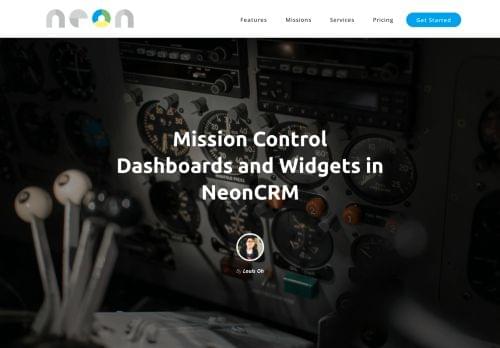 neon
Features
Missions
Services
Pricing
Get Started
Mission Control
Dashboards and Widgets in
NeonCRM
By Louis Oh